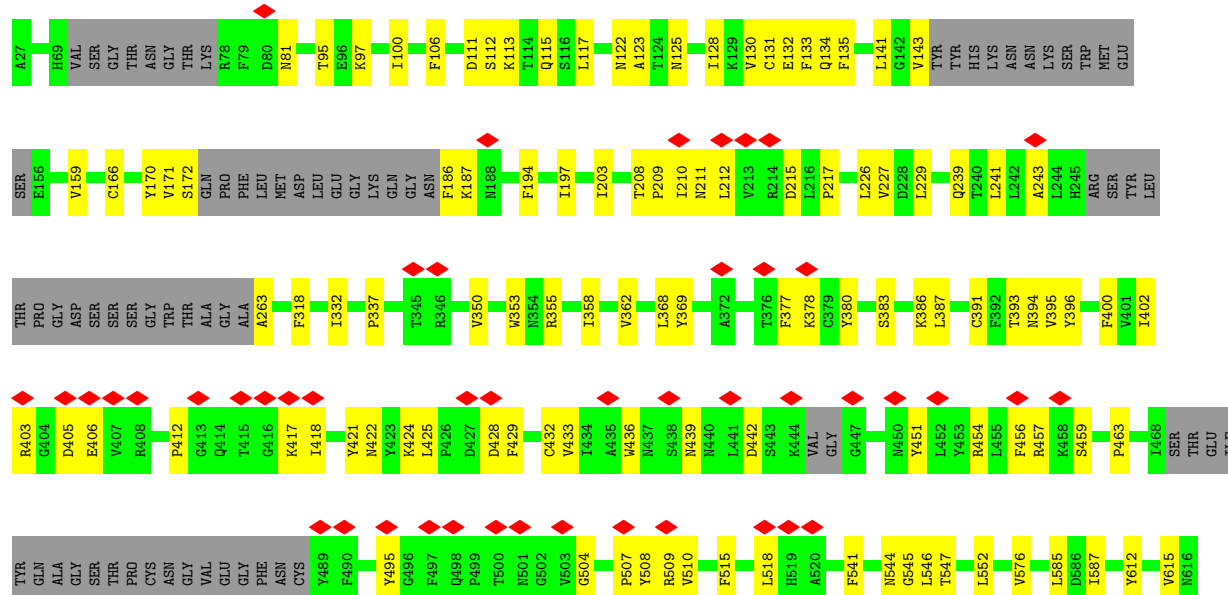 A27 H69 VAL SER GLY THR ASN GLY THR LYS R78 F79 D80 N81 T95 E96 K97 I100 F106 D111 S112 K113 T114 Q115 S116 L117 N122 A123 T124 N125 I128 K129 V130 C131 E132 F133 Q134 F135 L141 G142 V143 TYR TYR HIS LYS ASN ASN LYS SER TRP MET GLU
SER E156 V159 C166 Y170 V171 S172 GLN PRO PHE LEU MET ASP LEU GLU GLY LYS GLN GLY ASN F186 K187 N188 F194 I197 I203 T208 P209 I210 N211 L212 V213 R214 D215 L216 P217 L226 V227 D228 L229 Q239 T240 L241 L242 A243 L244 H245 ARG SER TYR LEU
THR PRO GLY ASP SER SER SER GLY TRP THR ALA GLY ALA A263 F318 I332 P337 T345 R346 V350 W353 N354 R355 I358 V362 L368 Y369 A372 T376 F377 K378 C379 Y380 S383 K386 L387 C391 F392 T393 N394 V395 Y396 F400 V401 I402
R403 G404 D405 E406 V407 R408 P412 G413 Q414 T415 G416 K417 I418 Y421 N422 Y423 K424 L425 P426 D427 D428 F429 C432 V433 I434 A435 W436 N437 S438 N439 N440 L441 D442 S443 K444 VAL GLY G447 N450 Y451 L452 Y453 R454 L455 F456 R457 K458 S459 P463 I468 SER THR GLU
TYR GLN ALA GLY SER THR PRO CYS ASN GLY VAL GLU GLY PHE ASN CYS Y489 F490 Y495 G496 F497 Q498 P499 T500 N501 G502 V503 G504 P507 Y508 R509 V510 F515 L518 H519 A520 F541 N544 G545 L546 T547 L552 V576 L585 D586 I587 Y612 V615 N616